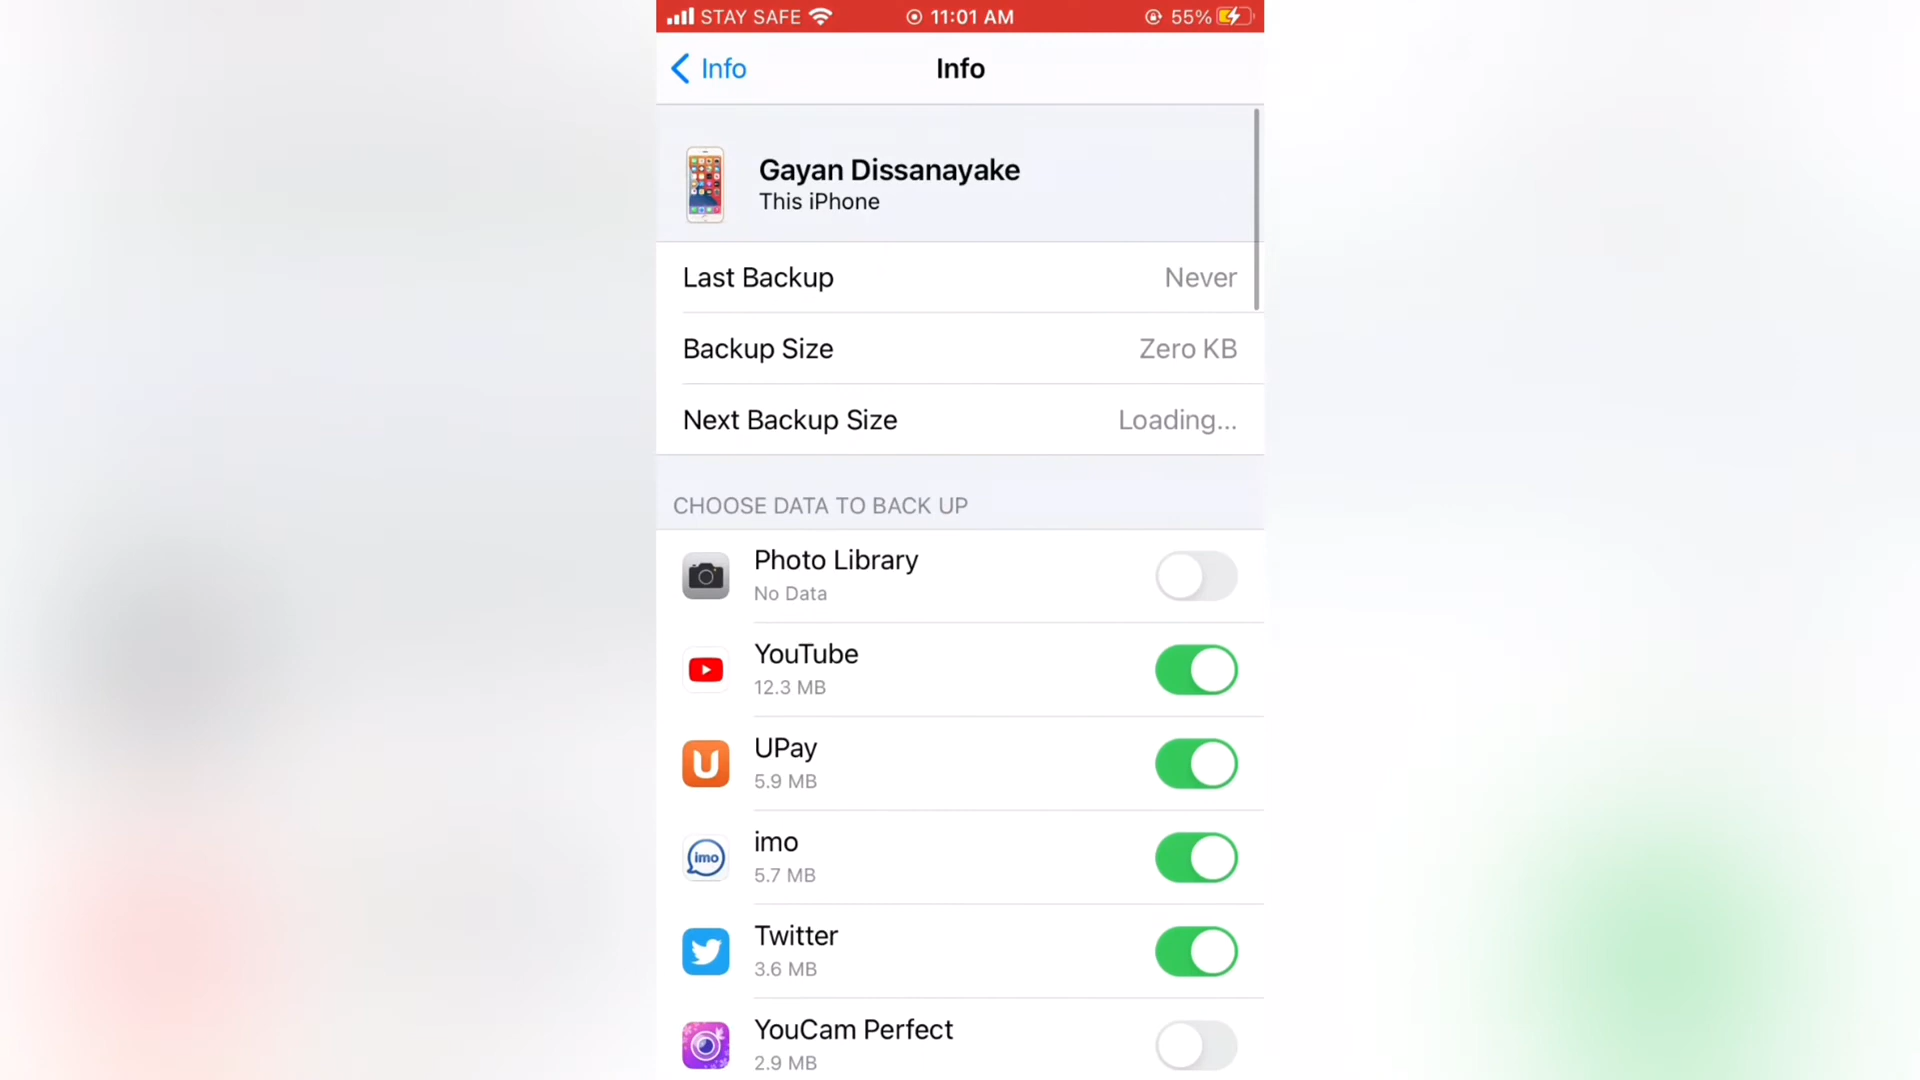 STAY SAFE 11:01 AM 55%
Info Info
Gayan Dissanayake
This iPhone
Last Backup Never
Backup Size Zero KB
Next Backup Size Loading...
CHOOSE DATA TO BACK UP
Photo Library
No Data
YouTube
12.3 MB
U
UPay
5.9 MB
imo
imo
5.7 MB
Twitter
3.6 MB
YouCam Perfect
2.9 MB